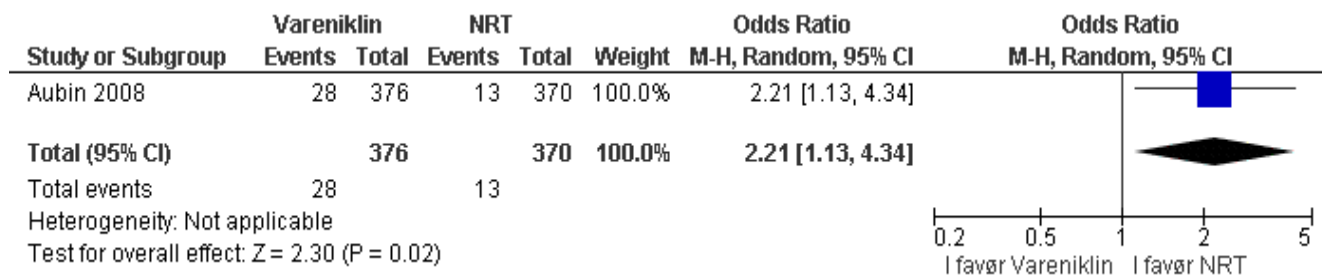 Vareniklin NRT Odds Ratio Odds Ratio
Study or Subgroup Events Total Events Total Weight M-H, Random, 95% CI M-H, Random, 95% CI
Aubin 2008 28 376 13 370 100.0% 2.21 [1.13, 4.34]
Total (95% CI) 376 370 100.0% 2.21 [1.13, 4.34]
Total events 28 13
Heterogeneity: Not applicable
Test for overall effect: Z = 2.30 (P = 0.02)
0.2 0.5 1 2 5
I favør Vareniklin I favør NRT